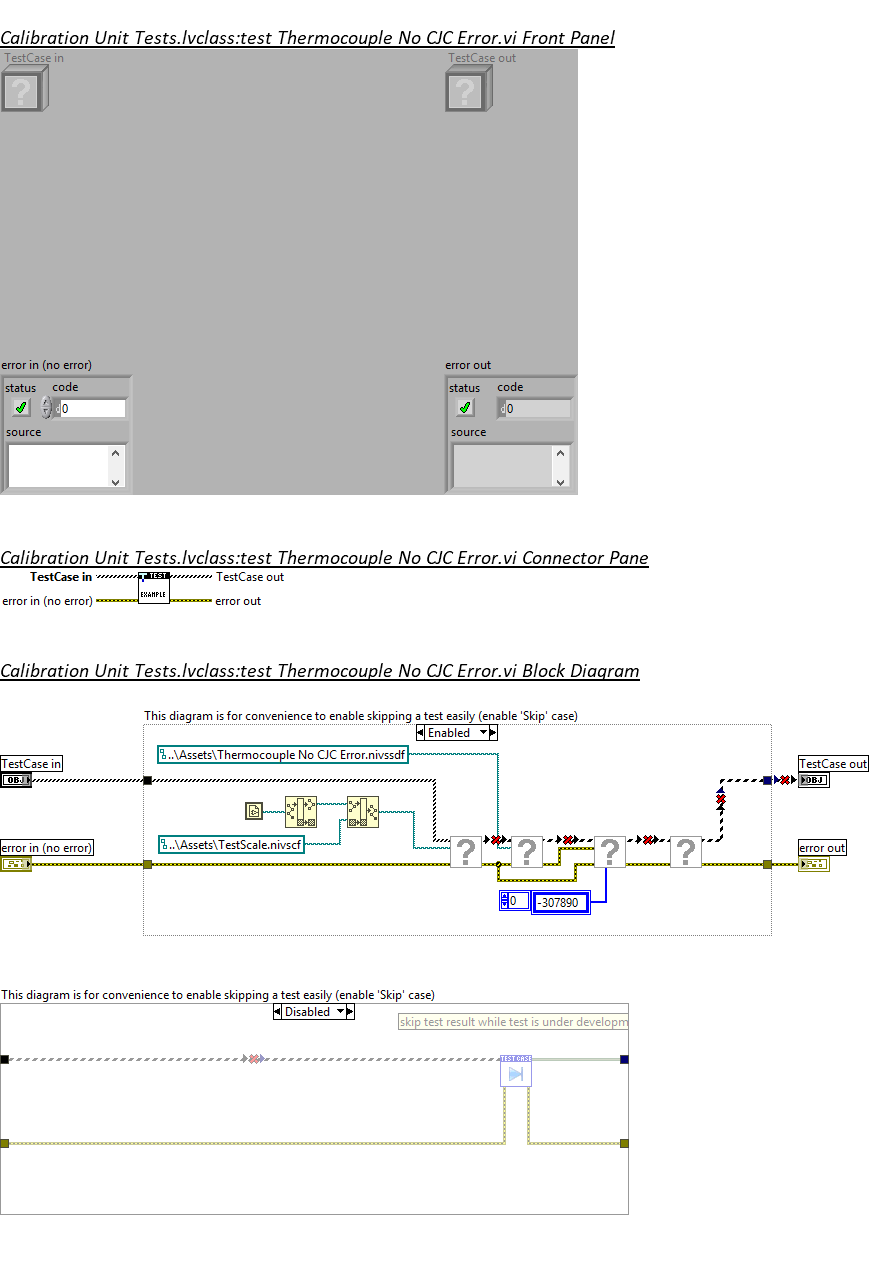 Calibration Unit Tests.lvclass:test Thermocouple No CJC Error.vi Front Panel
TestCase in
TestCase out
error in (no error)
error out
status code
status code
d 0
d 0
source
source
Calibration Unit Tests.lvclass:test Thermocouple No CJC Error.vi Connector Pane
TestCase in
TestCase out
TEST
EXAMPLE
error in (no error)
error out
Calibration Unit Tests.lvclass:test Thermocouple No CJC Error.vi Block Diagram
This diagram is for convenience to enable skipping a test easily (enable 'Skip' case)
Enabled
..\Assets\Thermocouple No CJC Error.nivssdf
TestCase in
TestCase out
OBJ
OBJ
..\Assets\TestScale.nivscf
error in (no error)
error out
0
-307890
This diagram is for convenience to enable skipping a test easily (enable 'Skip' case)
Disabled
skip test result while test is under developm
TESTCASE